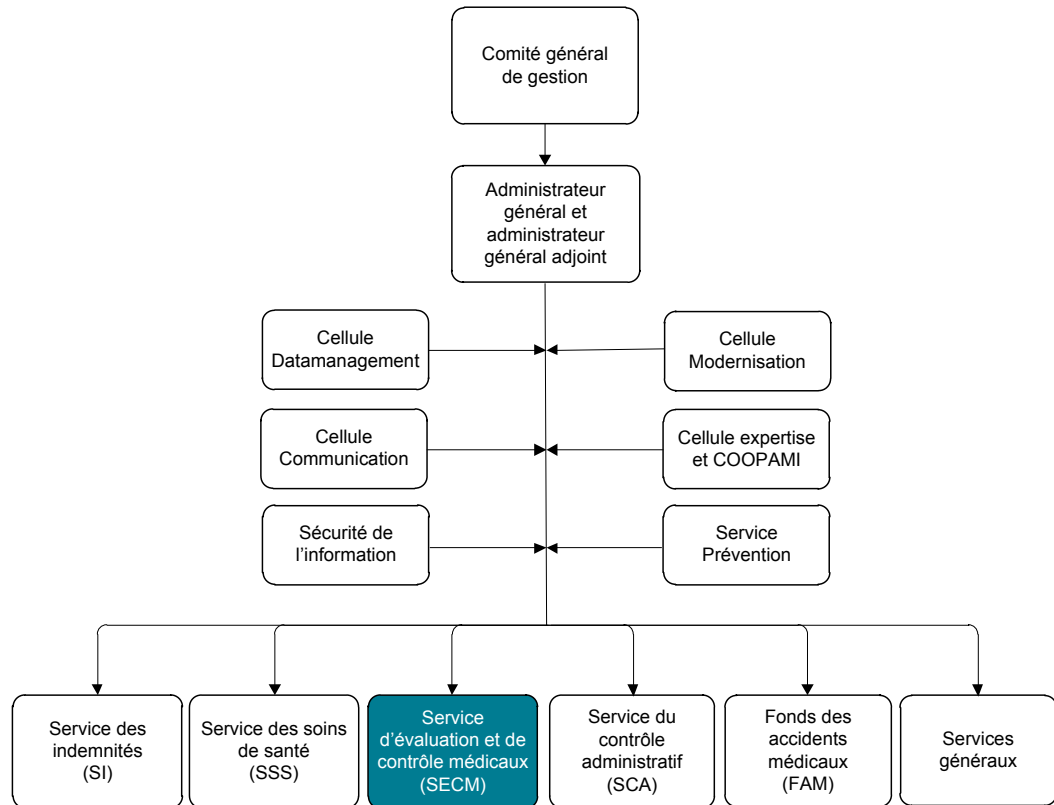 Comité général
de gestion
Administrateur
général et
administrateur
général adjoint
Cellule
Datamanagement
Cellule
Modernisation
Cellule
Communication
Cellule expertise
et COOPAMI
Sécurité de
l'information
Service
Prévention
Service des
indemnités
(SI)
Service des soins
de santé
(SSS)
Service
d'évaluation et de
contrôle médicaux
(SECM)
Service du
contrôle
administratif
(SCA)
Fonds des
accidents
médicaux
(FAM)
Services
généraux